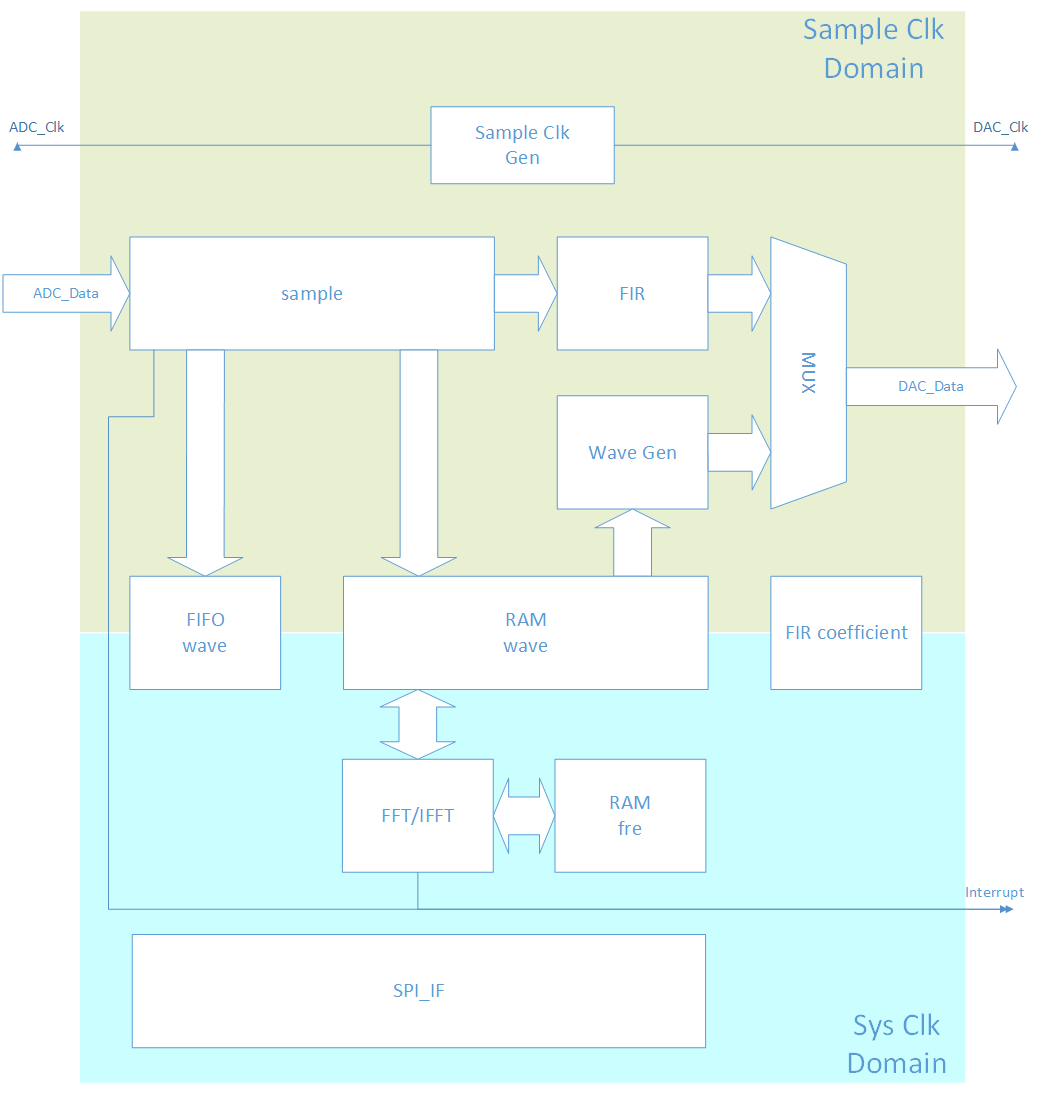 Sample Clk
Domain
ADC_Clk
Sample Clk
Gen
DAC_Clk
ADC_Data
sample
FIR
MUX
DAC_Data
Wave Gen
FIFO
wave
RAM
wave
FIR coefficient
FFT/IFFT
RAM
fre
Interrupt
SPI_IF
Sys Clk
Domain